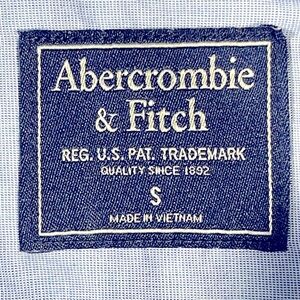 Abercrombie
& Fitch
REG. U.S. PAT. TRADEMARK
QUALITY SINCE 1892
S
MADE IN VIETNAM